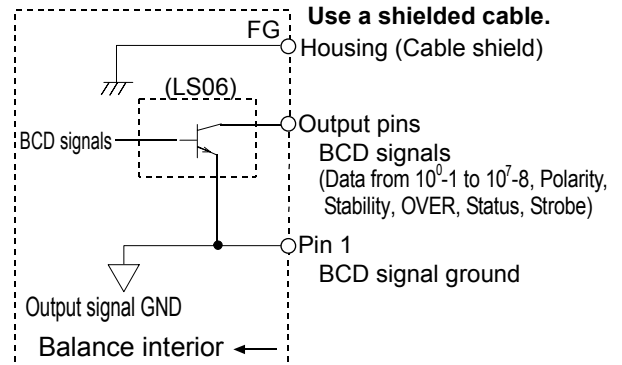 Use a shielded cable.
FG
Housing (Cable shield)
(LS06)
Output pins
BCD signals
BCD signals
(Data from 10⁰-1 to 10⁷-8, Polarity,
Stability, OVER, Status, Strobe)
Pin 1
BCD signal ground
Output signal GND
Balance interior